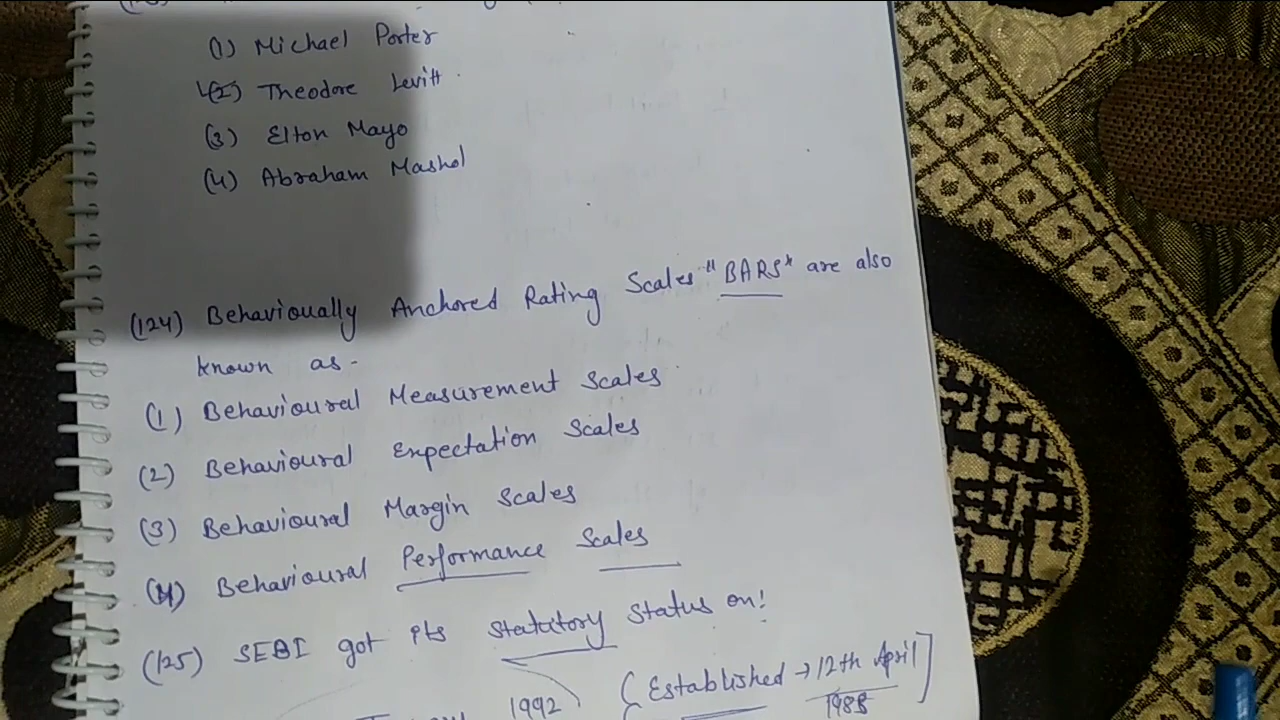 (1) Michael Porter
(2) Theodore Levitt
(3) Elton Mayo
(4) Abraham Mashol
(124) Behavioually Anchored Rating Scales "BARS" are also
known as-
(1) Behavioural Measurement Scales
(2) Behavioural Expectation Scales
(3) Behavioural Margin Scales
(4) Behavioural Performance Scales
(125) SEBI got its Statutory Status on!
1992 (Established → 12th April]
1988